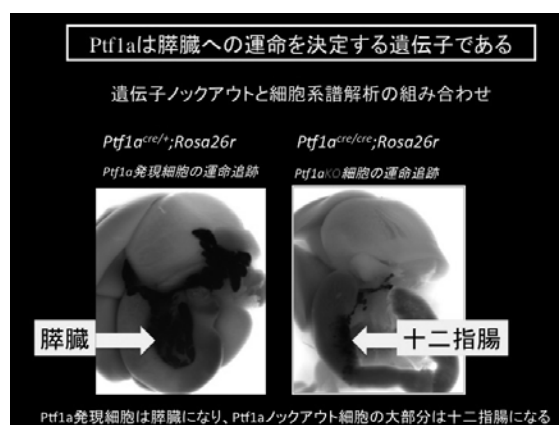 Ptf1aは膵臓への運命を決定する遺伝子である
遺伝子ノックアウトと細胞系譜解析の組み合わせ
Ptf1a^cre/+;Rosa26r
Ptf1a発現細胞の運命追跡
Ptf1a^cre/cre;Rosa26r
Ptf1aKO細胞の運命追跡
膵臓
十二指腸
Ptf1a発現細胞は膵臓になり、Ptf1aノックアウト細胞の大部分は十二指腸になる